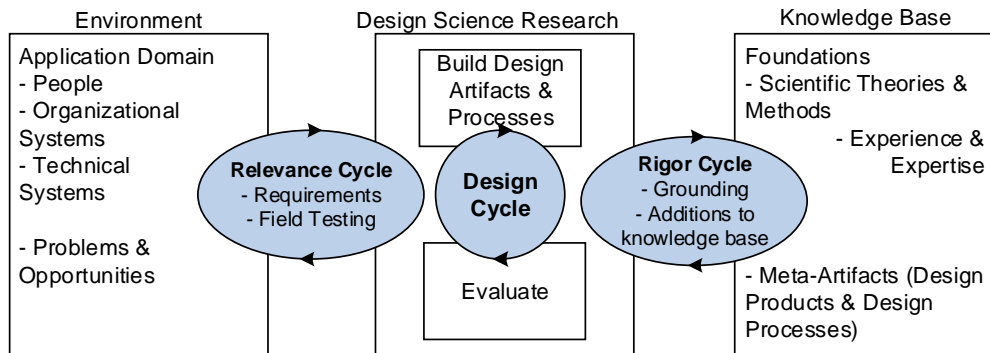 Environment
Application Domain
- People
- Organizational
Systems
- Technical
Systems
- Problems &
Opportunities
Relevance Cycle
- Requirements
- Field Testing
Design Science Research
Build Design
Artifacts &
Processes
Design
Cycle
Evaluate
Rigor Cycle
- Grounding
- Additions to
knowledge base
Knowledge Base
Foundations
- Scientific Theories &
Methods
- Experience &
Expertise
- Meta-Artifacts (Design
Products & Design
Processes)